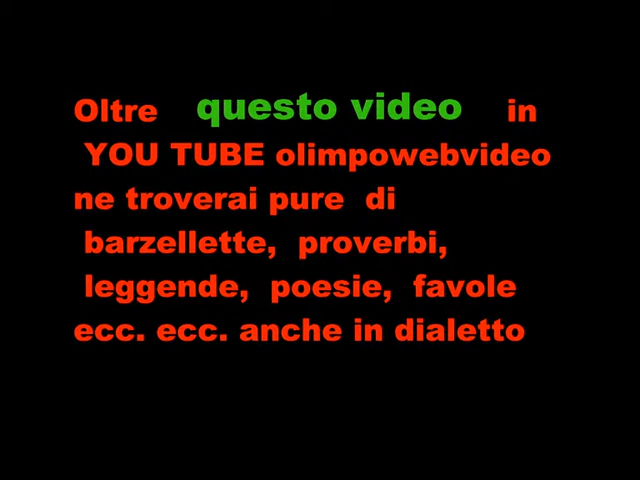 Oltre questo video in
YOU TUBE olimpowebvideo
ne troverai pure di
barzellette, proverbi,
leggende, poesie, favole
ecc. ecc. anche in dialetto